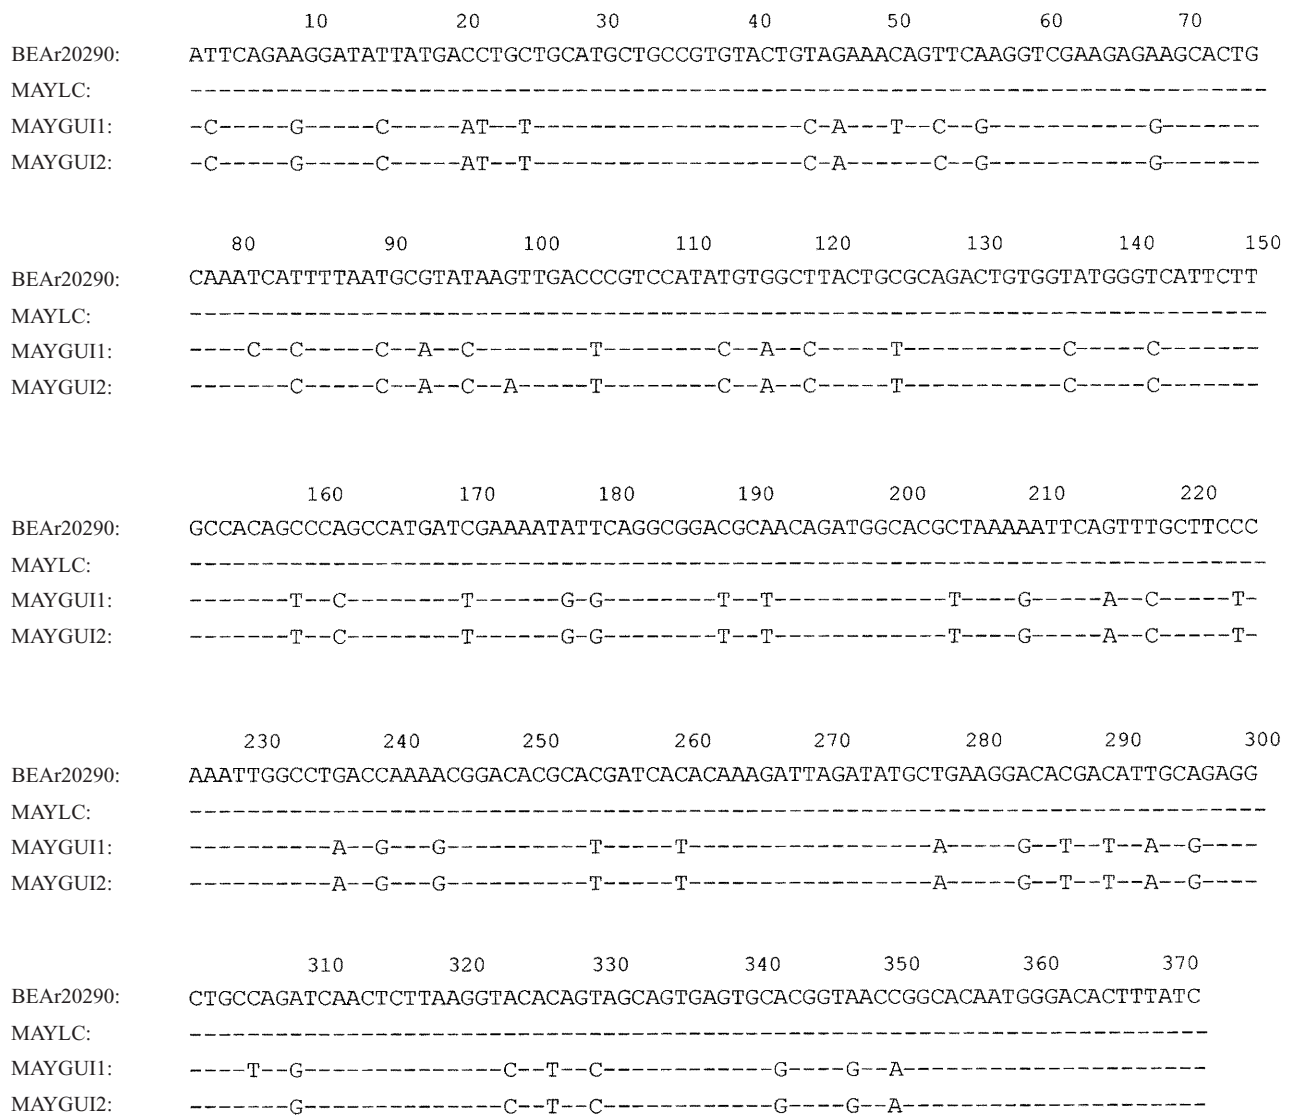 10 20 30 40 50 60 70
BEAr20290: ATTCAGAAGGATATTATGACCTGCTGCATGCTGCCGTGTACTGTAGAAACAGTTCAAGGTCGAAGAGAAGCACTG
MAYLC: ---------------------------------------------------------------------------
MAYGUI1: -C-----G-----C-----AT--T-------------------C-A---T--C--G-----------G-------
MAYGUI2: -C-----G-----C-----AT--T-------------------C-A------C--G-----------G-------
80 90 100 110 120 130 140 150
BEAr20290: CAAATCATTTTAATGCGTATAAGTTGACCCGTCCATATGTGGCTTACTGCGCAGACTGTGGTATGGGTCATTCTT
MAYLC: ---------------------------------------------------------------------------
MAYGUI1: ----C--C-----C--A--C--------T--------C--A--C-----T-----------C-----C-------
MAYGUI2: -------C-----C--A--C--A-----T--------C--A--C-----T-----------C-----C-------
160 170 180 190 200 210 220
BEAr20290: GCCACAGCCCAGCCATGATCGAAAATATTCAGGCGGACGCAACAGATGGCACGCTAAAAATTCAGTTTGCTTCCC
MAYLC: ---------------------------------------------------------------------------
MAYGUI1: -------T--C--------T------G-G--------T--T------------T----G-----A--C-----T-
MAYGUI2: -------T--C--------T------G-G--------T--T------------T----G-----A--C-----T-
230 240 250 260 270 280 290 300
BEAr20290: AAATTGGCCTGACCAAAACGGACACGCACGATCACACAAAGATTAGATATGCTGAAGGACACGACATTGCAGAGG
MAYLC: ---------------------------------------------------------------------------
MAYGUI1: ----------A--G---G----------T-----T-----------------A-----G--T--T--A--G----
MAYGUI2: ----------A--G---G----------T-----T-----------------A-----G--T--T--A--G----
310 320 330 340 350 360 370
BEAr20290: CTGCCAGATCAACTCTTAAGGTACACAGTAGCAGTGAGTGCACGGTAACCGGCACAATGGGACACTTTATC
MAYLC: -----------------------------------------------------------------------
MAYGUI1: ----T--G--------------C--T--C------------G----G--A---------------------
MAYGUI2: -------G--------------C--T--C------------G----G--A---------------------